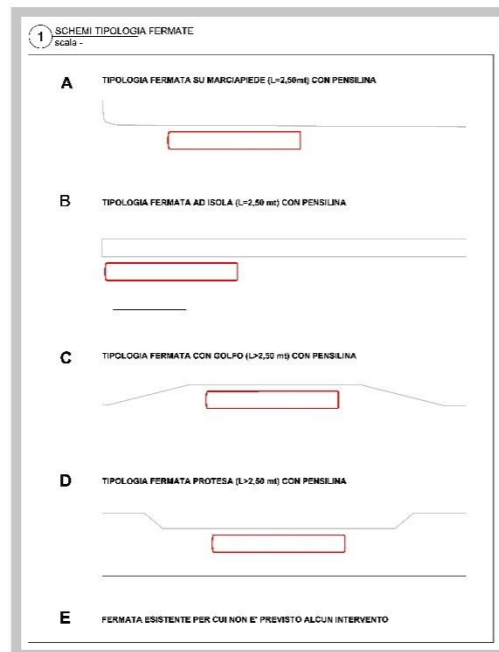 1 SCHEMI TIPOLOGIA FERMATE
scala -
A TIPOLOGIA FERMATA SU MARCIAPIEDE (L=2,50mt) CON PENSILINA
B TIPOLOGIA FERMATA AD ISOLA (L=2,50 mt) CON PENSILINA
C TIPOLOGIA FERMATA CON GOLFO (L>2,50 mt) CON PENSILINA
D TIPOLOGIA FERMATA PROTESA (L>2,50 mt) CON PENSILINA
E FERMATA ESISTENTE PER CUI NON E' PREVISTO ALCUN INTERVENTO